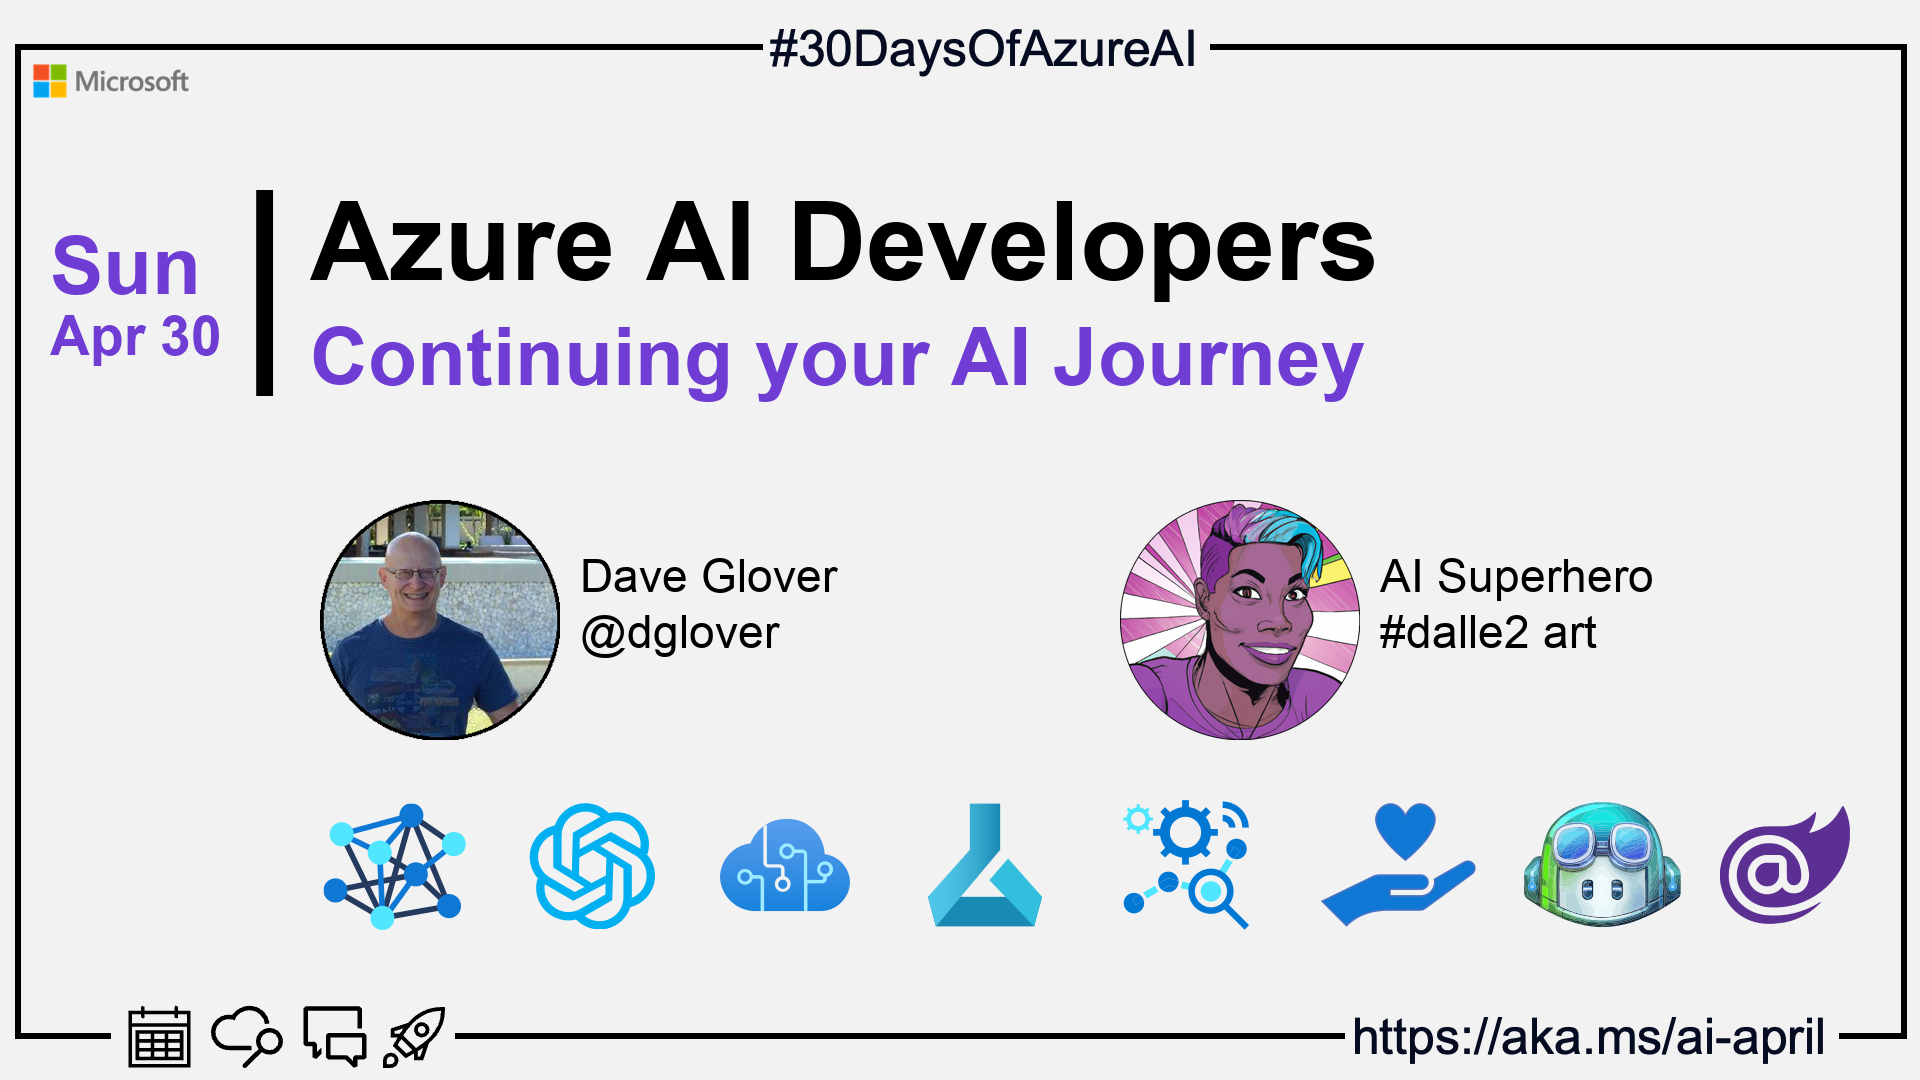 #30DaysOfAzureAI
Microsoft
Sun
Apr 30
Azure AI Developers
Continuing your AI Journey
Dave Glover
@dglover
AI Superhero
#dalle2 art
@
https://aka.ms/ai-april